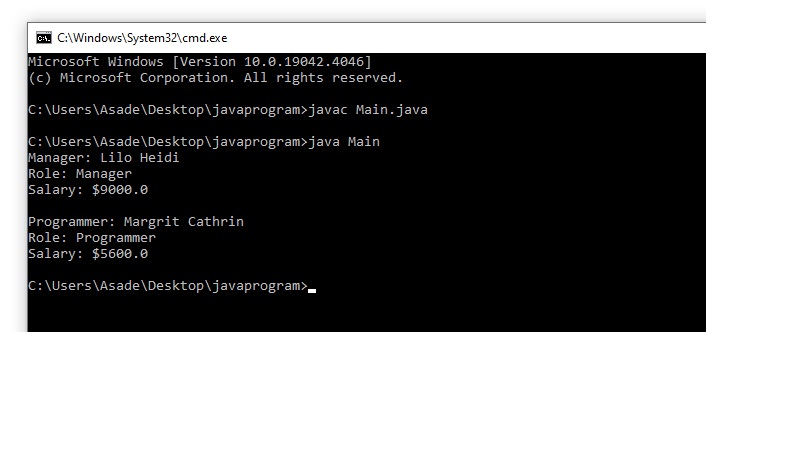 C:\Windows\System32\cmd.exe
Microsoft Windows [Version 10.0.19042.4046]
(c) Microsoft Corporation. All rights reserved.
C:\Users\Asade\Desktop\javaprogram>javac Main.java
C:\Users\Asade\Desktop\javaprogram>java Main
Manager: Lilo Heidi
Role: Manager
Salary: $9000.0
Programmer: Margrit Cathrin
Role: Programmer
Salary: $5600.0
C:\Users\Asade\Desktop\javaprogram>